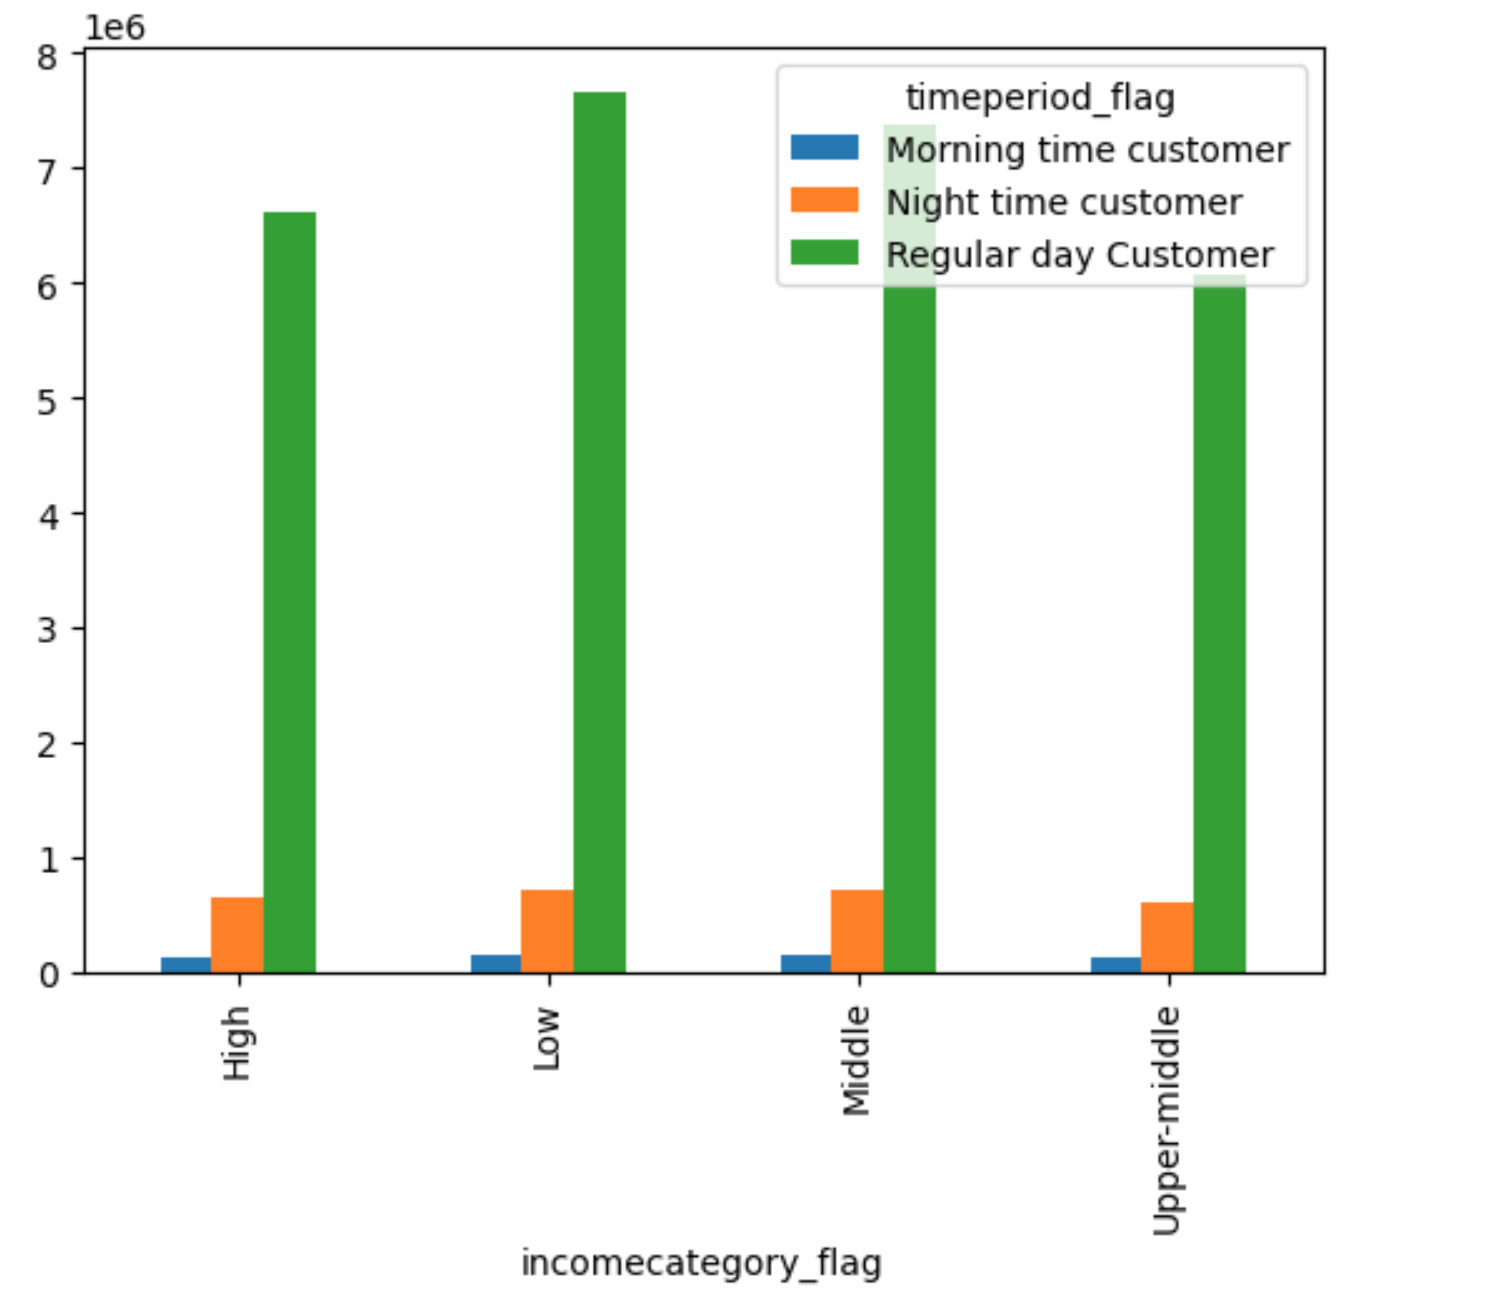 1e6
8
7
6
5
4
3
2
1
0
timeperiod_flag
Morning time customer
Night time customer
Regular day Customer
High
Low
Middle
Upper-middle
incomecategory_flag